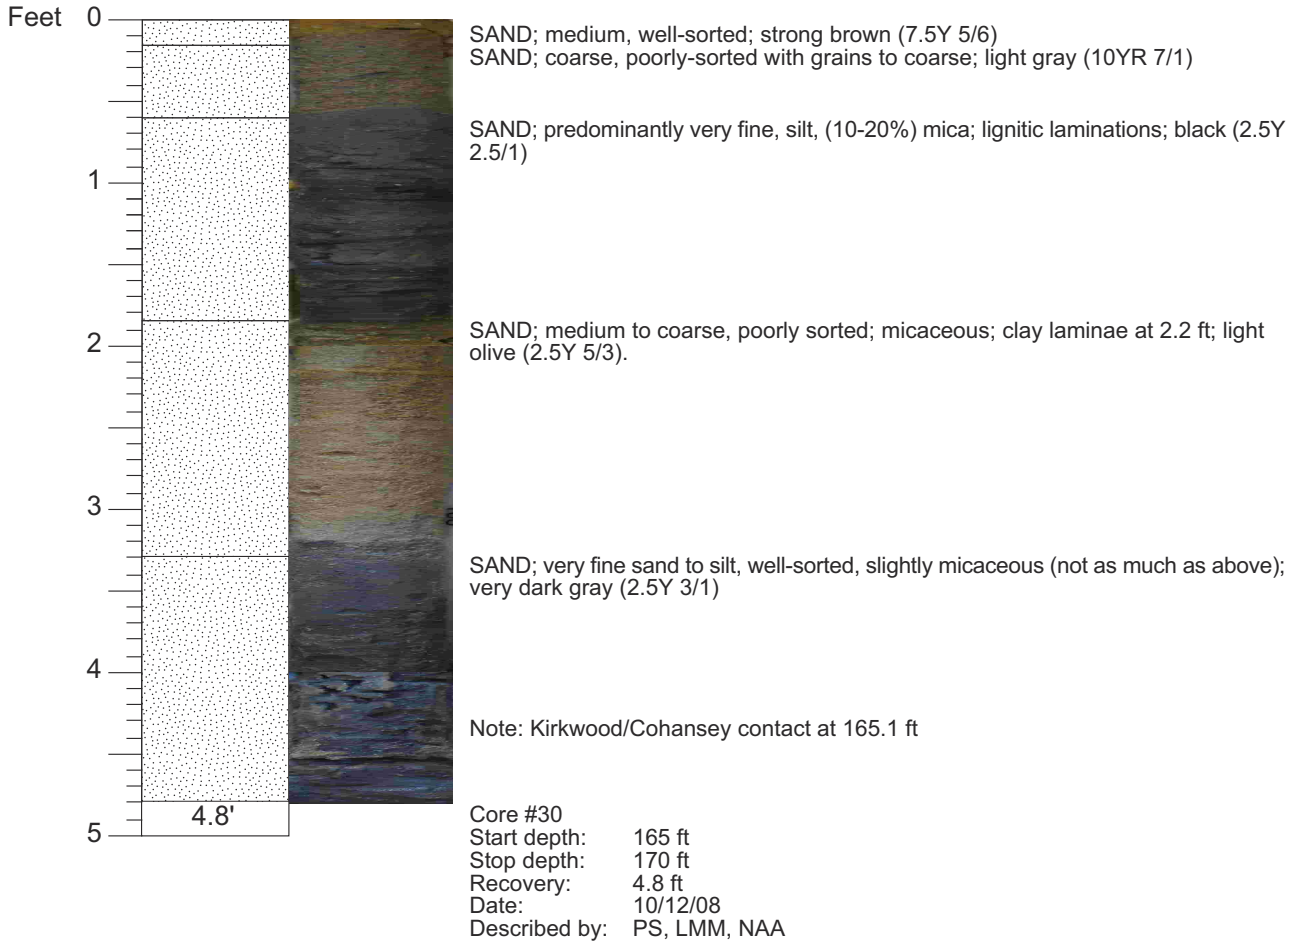 Feet 0
SAND; medium, well-sorted; strong brown (7.5Y 5/6)
SAND; coarse, poorly-sorted with grains to coarse; light gray (10YR 7/1)
SAND; predominantly very fine, silt, (10-20%) mica; lignitic laminations; black (2.5Y
2.5/1)
1
SAND; medium to coarse, poorly sorted; micaceous; clay laminae at 2.2 ft; light
2
olive (2.5Y 5/3).
3
SAND; very fine sand to silt, well-sorted, slightly micaceous (not as much as above);
very dark gray (2.5Y 3/1)
4
Note: Kirkwood/Cohansey contact at 165.1 ft
4.8'
5
Core #30
Start depth: 165 ft
Stop depth: 170 ft
Recovery: 4.8 ft
Date: 10/12/08
Described by: PS, LMM, NAA